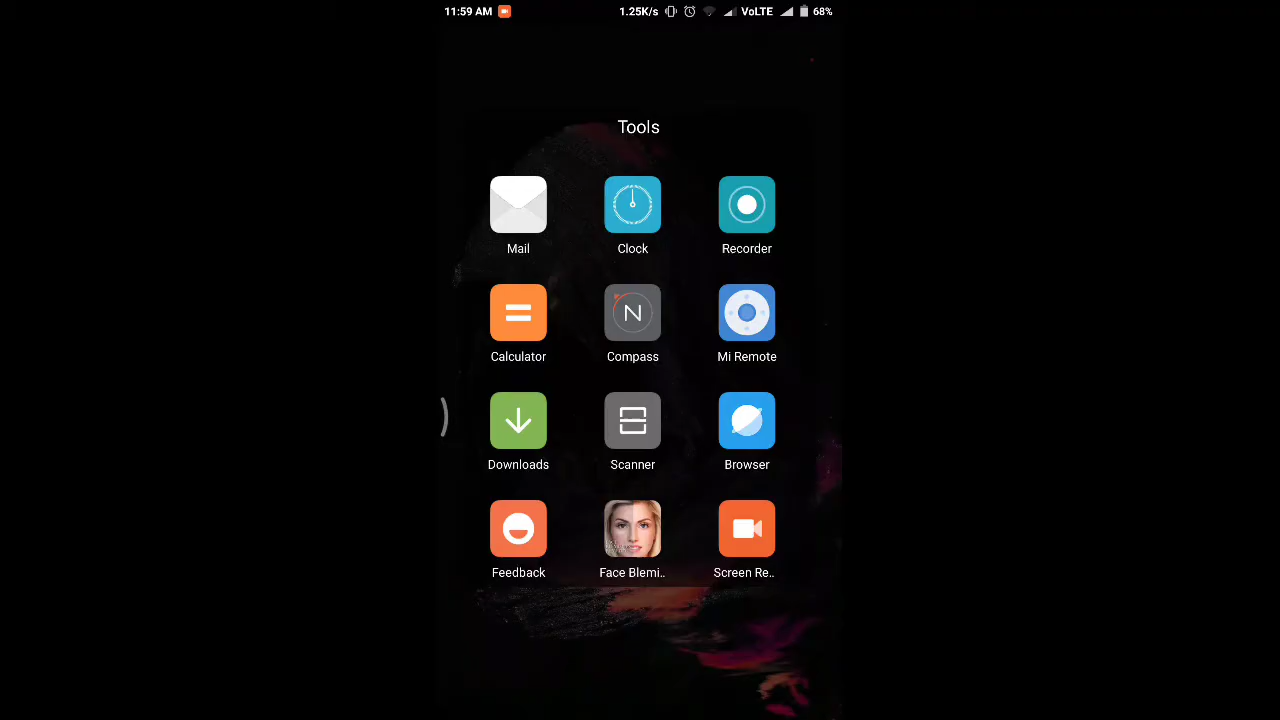 11:59 AM 1.25K/s VoLTE 68%
Tools
Mail Clock Recorder
N
Calculator Compass Mi Remote
Downloads Scanner Browser
Feedback Face Blemi.. Screen Re..